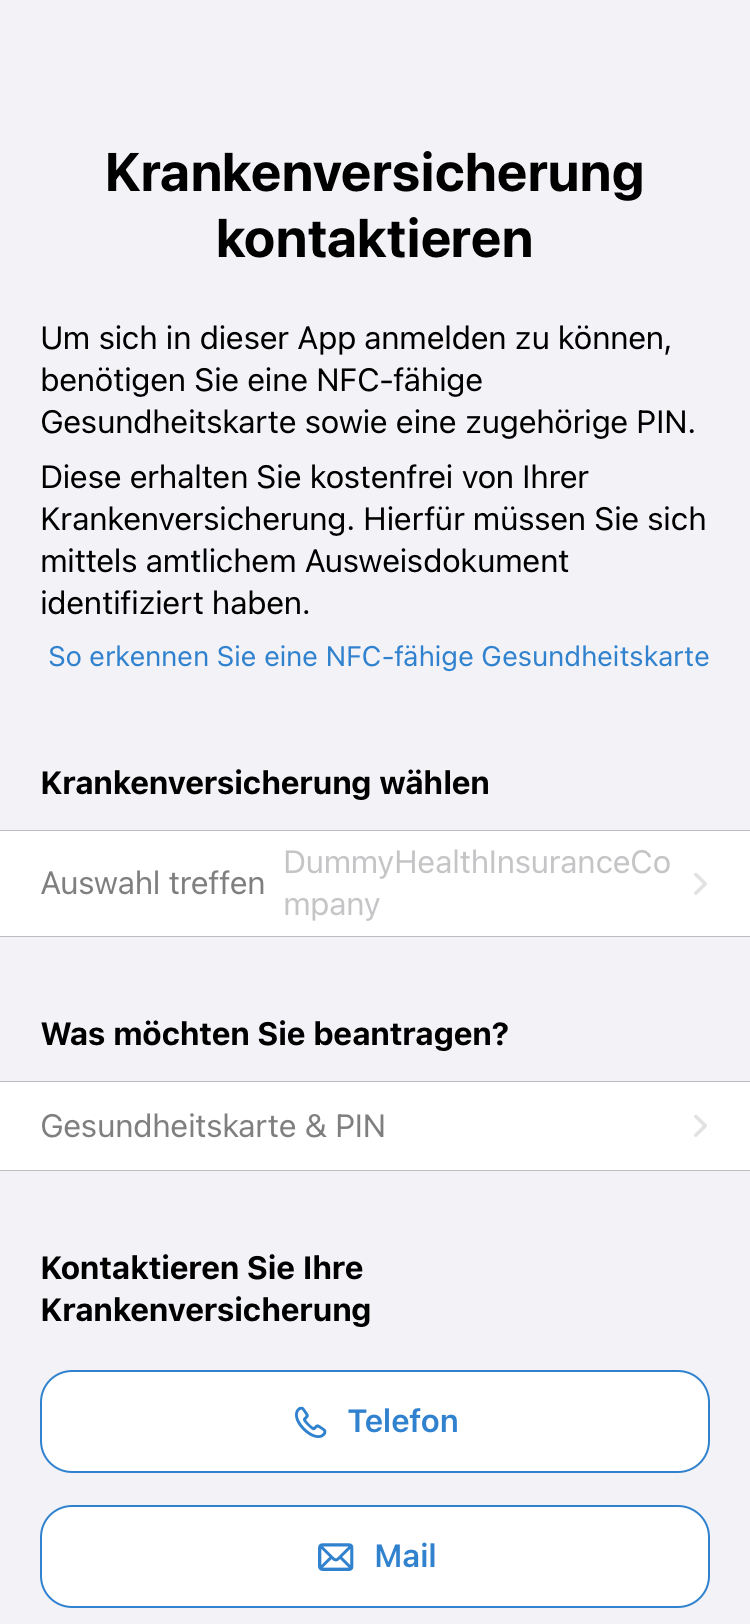 Krankenversicherung
kontaktieren
Um sich in dieser App anmelden zu können,
benötigen Sie eine NFC-fähige
Gesundheitskarte sowie eine zugehörige PIN.
Diese erhalten Sie kostenfrei von Ihrer
Krankenversicherung. Hierfür müssen Sie sich
mittels amtlichem Ausweisdokument
identifiziert haben.
So erkennen Sie eine NFC-fähige Gesundheitskarte
Krankenversicherung wählen
Auswahl treffen
DummyHealthInsuranceCo
mpany
Was möchten Sie beantragen?
Gesundheitskarte & PIN
Kontaktieren Sie Ihre
Krankenversicherung
Telefon
Mail